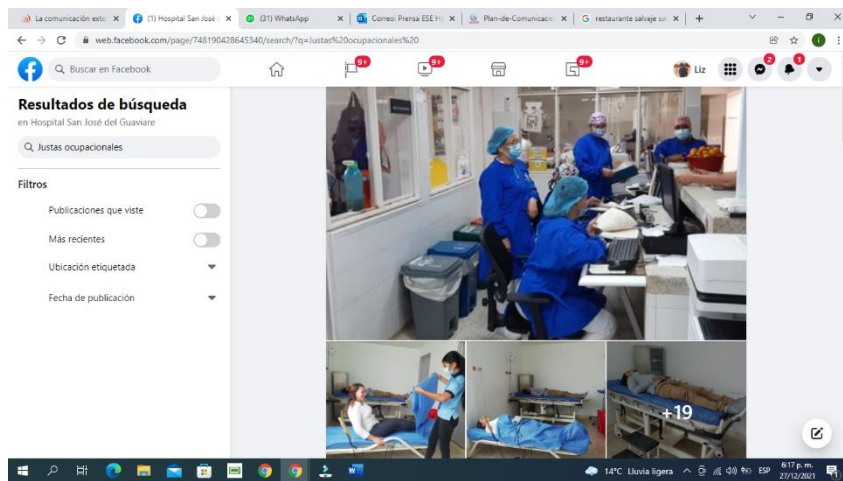 La comunicación exte
(1) Hospital San José
(31) WhatsApp
Correo: Prensa ESE H
Plan-de-Comunicacio
restaurante salvaje sa
web.facebook.com/page/748190428645340/search/?q=Justas%20ocupacionales%20
Buscar en Facebook
9+
9+
9+
Liz
2
1
Resultados de búsqueda
en Hospital San José del Guaviare
Justas ocupacionales
Filtros
Publicaciones que viste
Más recientes
Ubicación etiquetada
Fecha de publicación
+19
14°C Lluvia ligera
ESP
6:17 p. m.
27/12/2021